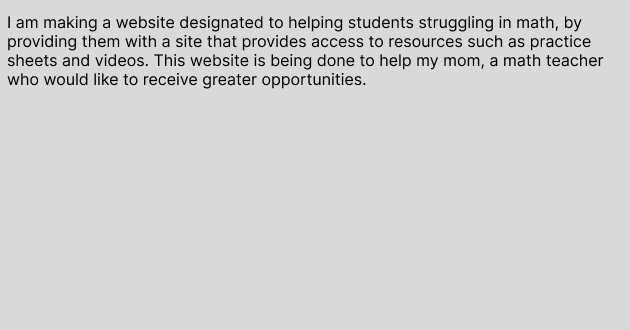 I am making a website designated to helping students struggling in math, by
providing them with a site that provides access to resources such as practice
sheets and videos. This website is being done to help my mom, a math teacher
who would like to receive greater opportunities.